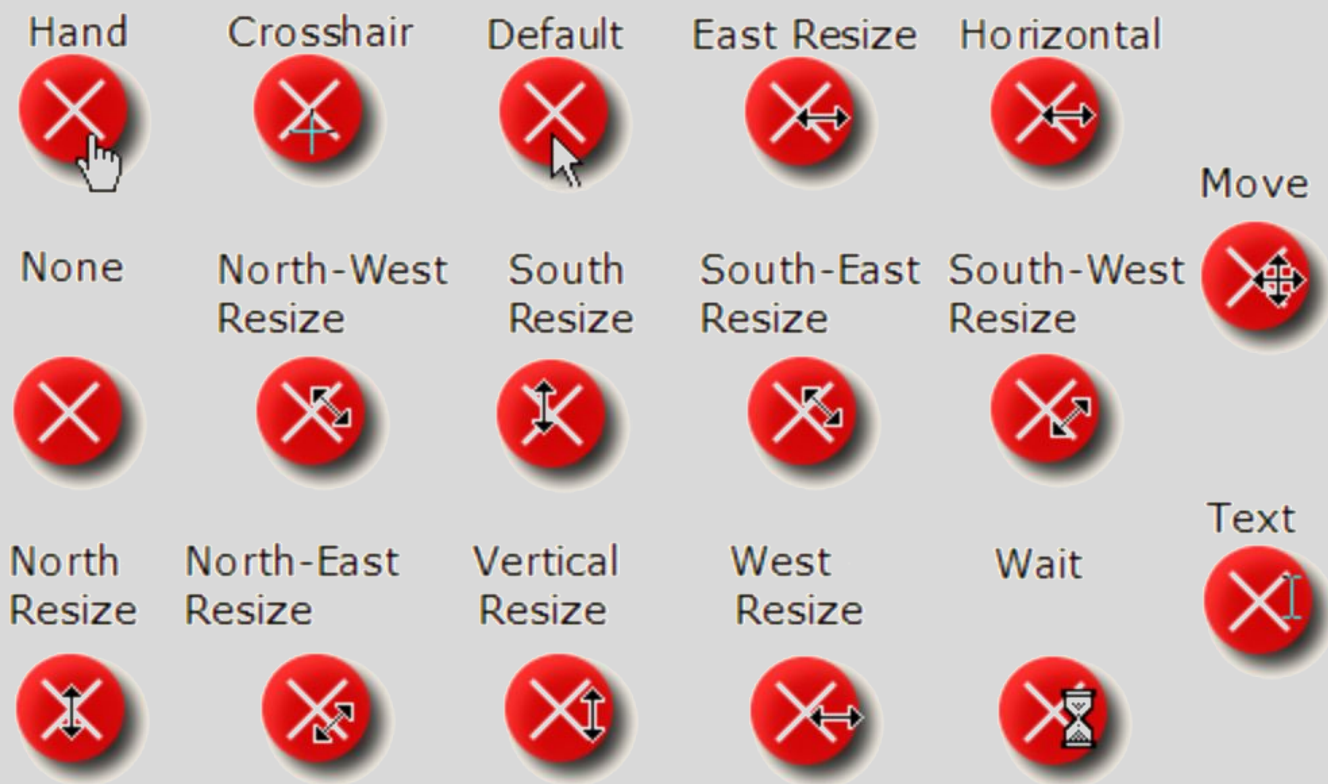 Hand
Crosshair
Default
East Resize
Horizontal
Move
None
North-West
Resize
South
Resize
South-East
Resize
South-West
Resize
Text
North
Resize
North-East
Resize
Vertical
Resize
West
Resize
Wait